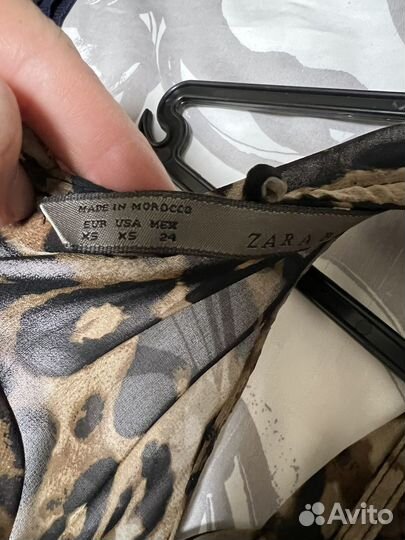 MADE IN MOROCCO
EUR USA MEX
XS XS 24
ZARA
Avito